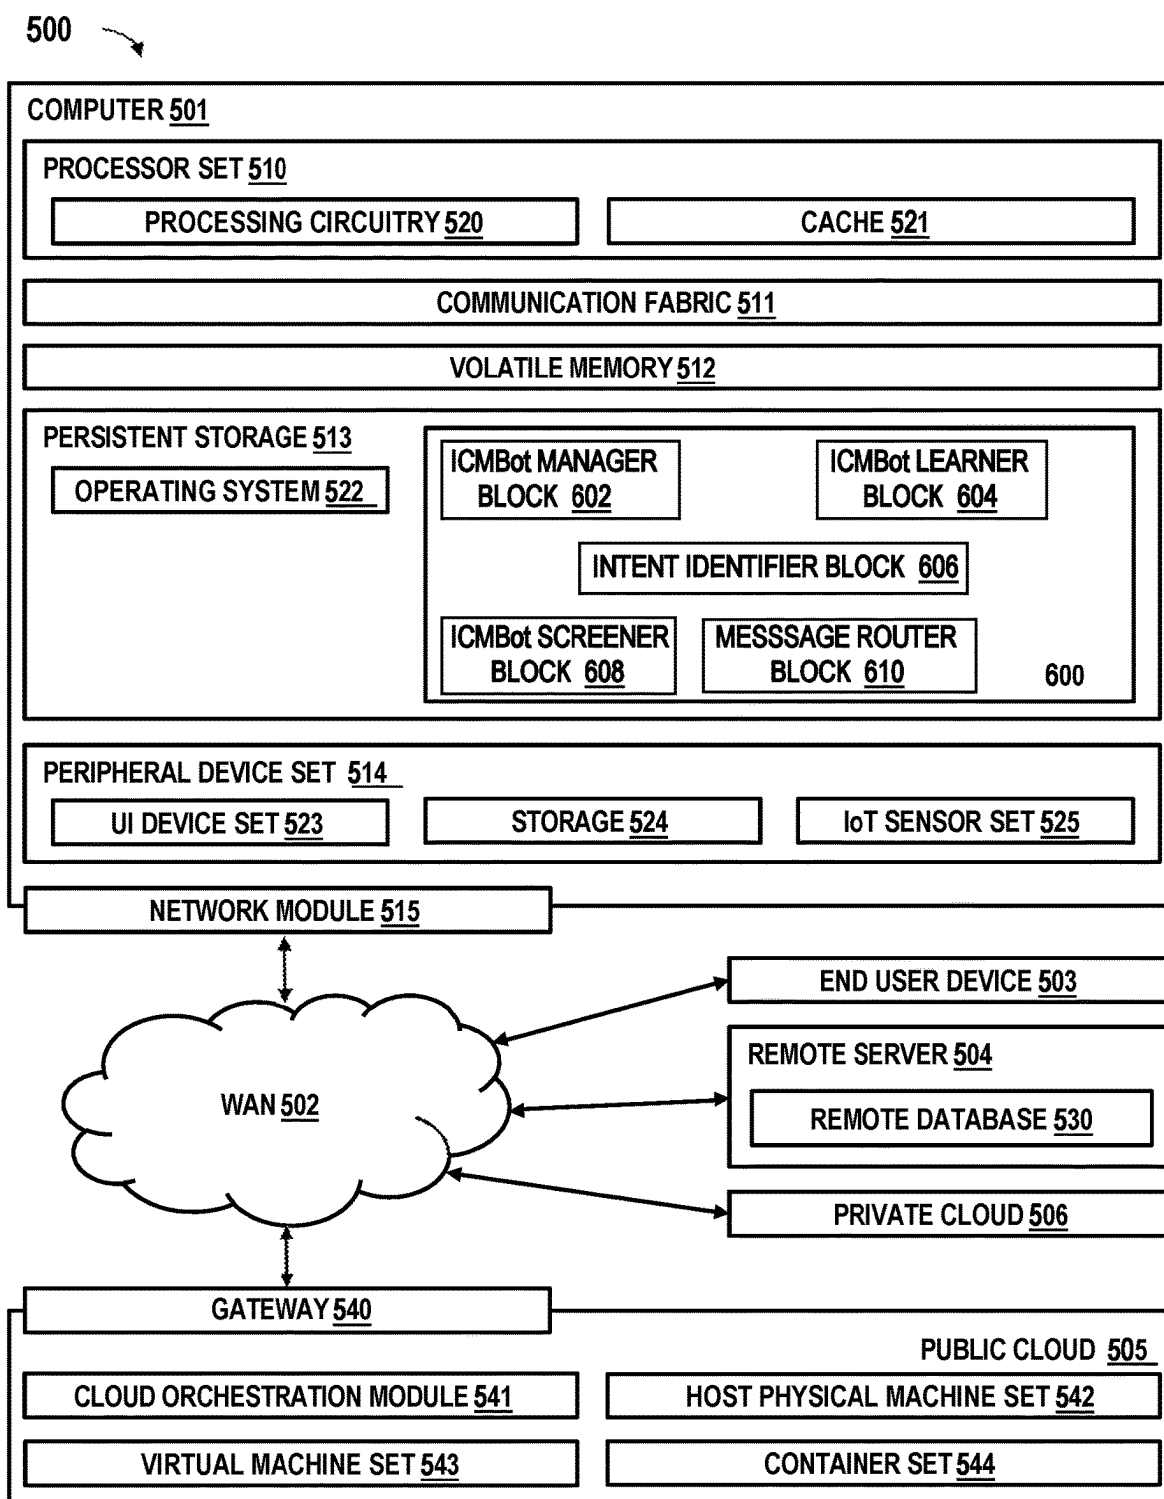 500
COMPUTER 501
PROCESSOR SET 510
PROCESSING CIRCUITRY 520
CACHE 521
COMMUNICATION FABRIC 511
VOLATILE MEMORY 512
PERSISTENT STORAGE 513
OPERATING SYSTEM 522
ICMBot MANAGER
BLOCK 602
ICMBot LEARNER
BLOCK 604
INTENT IDENTIFIER BLOCK 606
ICMBot SCREENER
BLOCK 608
MESSSAGE ROUTER
BLOCK 610
600
PERIPHERAL DEVICE SET 514
UI DEVICE SET 523
STORAGE 524
IoT SENSOR SET 525
NETWORK MODULE 515
END USER DEVICE 503
REMOTE SERVER 504
REMOTE DATABASE 530
WAN 502
PRIVATE CLOUD 506
GATEWAY 540
PUBLIC CLOUD 505
CLOUD ORCHESTRATION MODULE 541
HOST PHYSICAL MACHINE SET 542
VIRTUAL MACHINE SET 543
CONTAINER SET 544